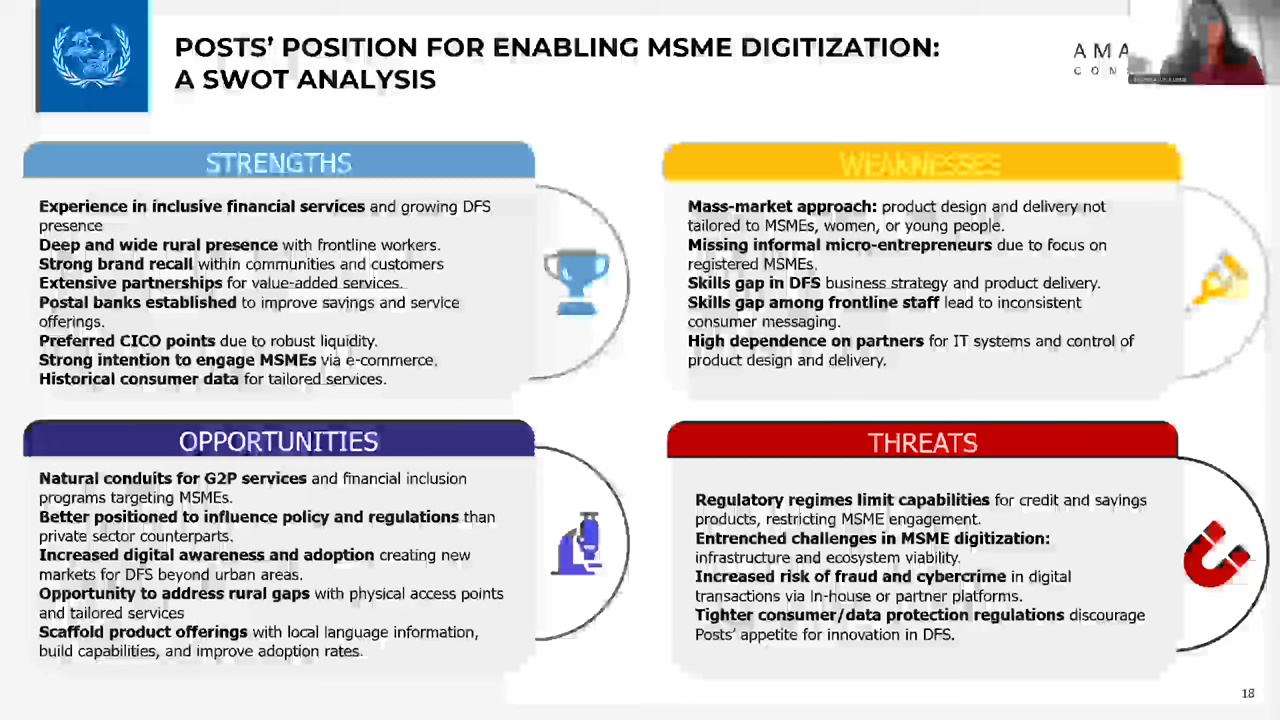 POSTS’ POSITION FOR ENABLING MSME DIGITIZATION:
A SWOT ANALYSIS
AMA
CON
STRENGTHS
Experience in inclusive financial services and growing DFS
presence
Deep and wide rural presence with frontline workers.
Strong brand recall within communities and customers
Extensive partnerships for value-added services.
Postal banks established to improve savings and service
offerings.
Preferred CICO points due to robust liquidity.
Strong intention to engage MSMEs via e-commerce.
Historical consumer data for tailored services.
WEAKNESSES
Mass-market approach: product design and delivery not
tailored to MSMEs, women, or young people.
Missing informal micro-entrepreneurs due to focus on
registered MSMEs.
Skills gap in DFS business strategy and product delivery.
Skills gap among frontline staff lead to inconsistent
consumer messaging.
High dependence on partners for IT systems and control of
product design and delivery.
OPPORTUNITIES
Natural conduits for G2P services and financial inclusion
programs targeting MSMEs.
Better positioned to influence policy and regulations than
private sector counterparts.
Increased digital awareness and adoption creating new
markets for DFS beyond urban areas.
Opportunity to address rural gaps with physical access points
and tailored services
Scaffold product offerings with local language information,
build capabilities, and improve adoption rates.
THREATS
Regulatory regimes limit capabilities for credit and savings
products, restricting MSME engagement.
Entrenched challenges in MSME digitization:
infrastructure and ecosystem viability.
Increased risk of fraud and cybercrime in digital
transactions via In-house or partner platforms.
Tighter consumer/data protection regulations discourage
Posts’ appetite for innovation in DFS.
18